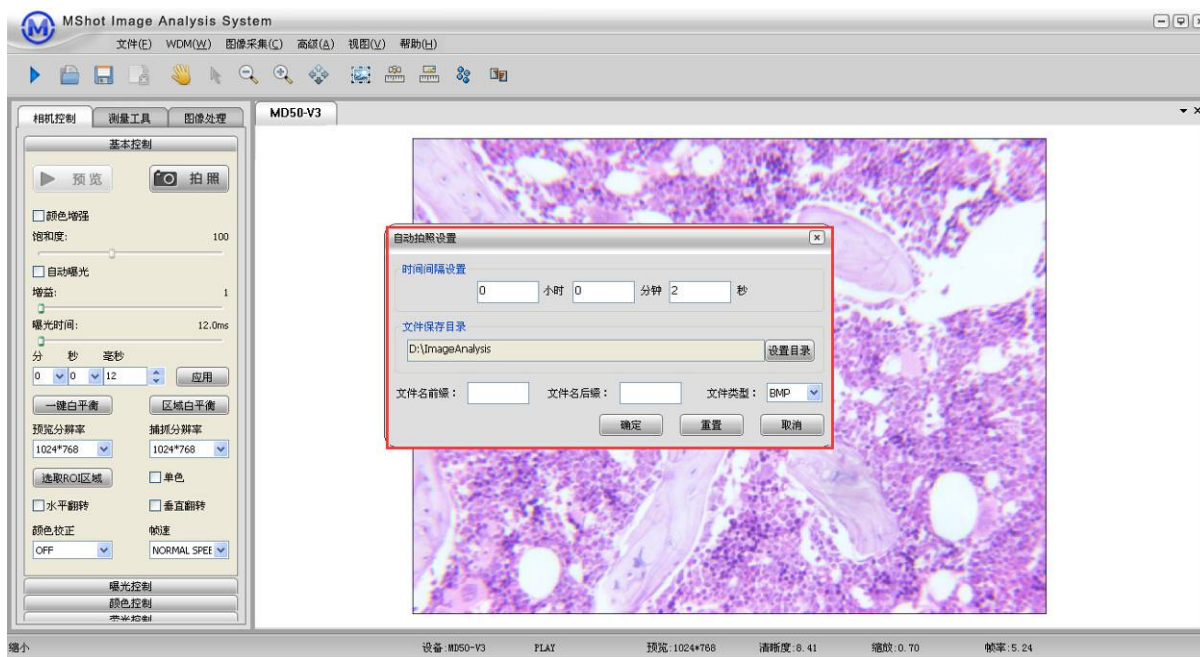 MShot Image Analysis System
文件(F) WDM(W) 图像采集(C) 高级(A) 视图(V) 帮助(H)
相机控制 测量工具 图像处理
MD50-V3
基本控制
预览 拍照
颜色增强
饱和度: 100
自动曝光
增益: 1
曝光时间: 12.0ms
分 秒 毫秒
0 0 12 应用
一键白平衡 区域白平衡
预览分辨率 捕抓分辨率
1024*768 1024*768
选取ROI区域 单色
水平翻转 垂直翻转
颜色校正 帧速
OFF NORMAL SPEE
曝光控制
颜色控制
荧光控制
自动拍照设置
时间间隔设置
0 小时 0 分钟 2 秒
文件保存目录
D:\ImageAnalysis 设置目录
文件名前缀： 文件名后缀： 文件类型： BMP
确定 重置 取消
缩小 设备:MD50-V3 PLAY 预览:1024*768 清晰度:8.41 缩放:0.70 帧率:5.24